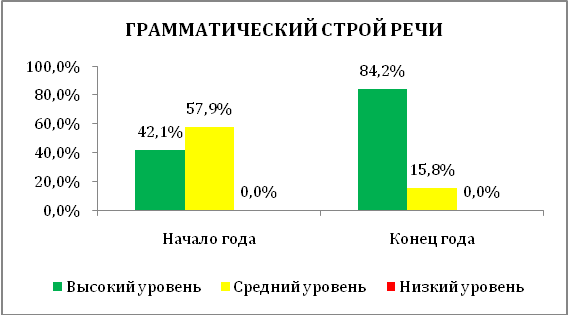 ГРАММАТИЧЕСКИЙ СТРОЙ РЕЧИ
100,0%
80,0%
60,0%
40,0%
20,0%
0,0%
42,1%
57,9%
0,0%
84,2%
15,8%
0,0%
Начало года
Конец года
Высокий уровень
Средний уровень
Низкий уровень